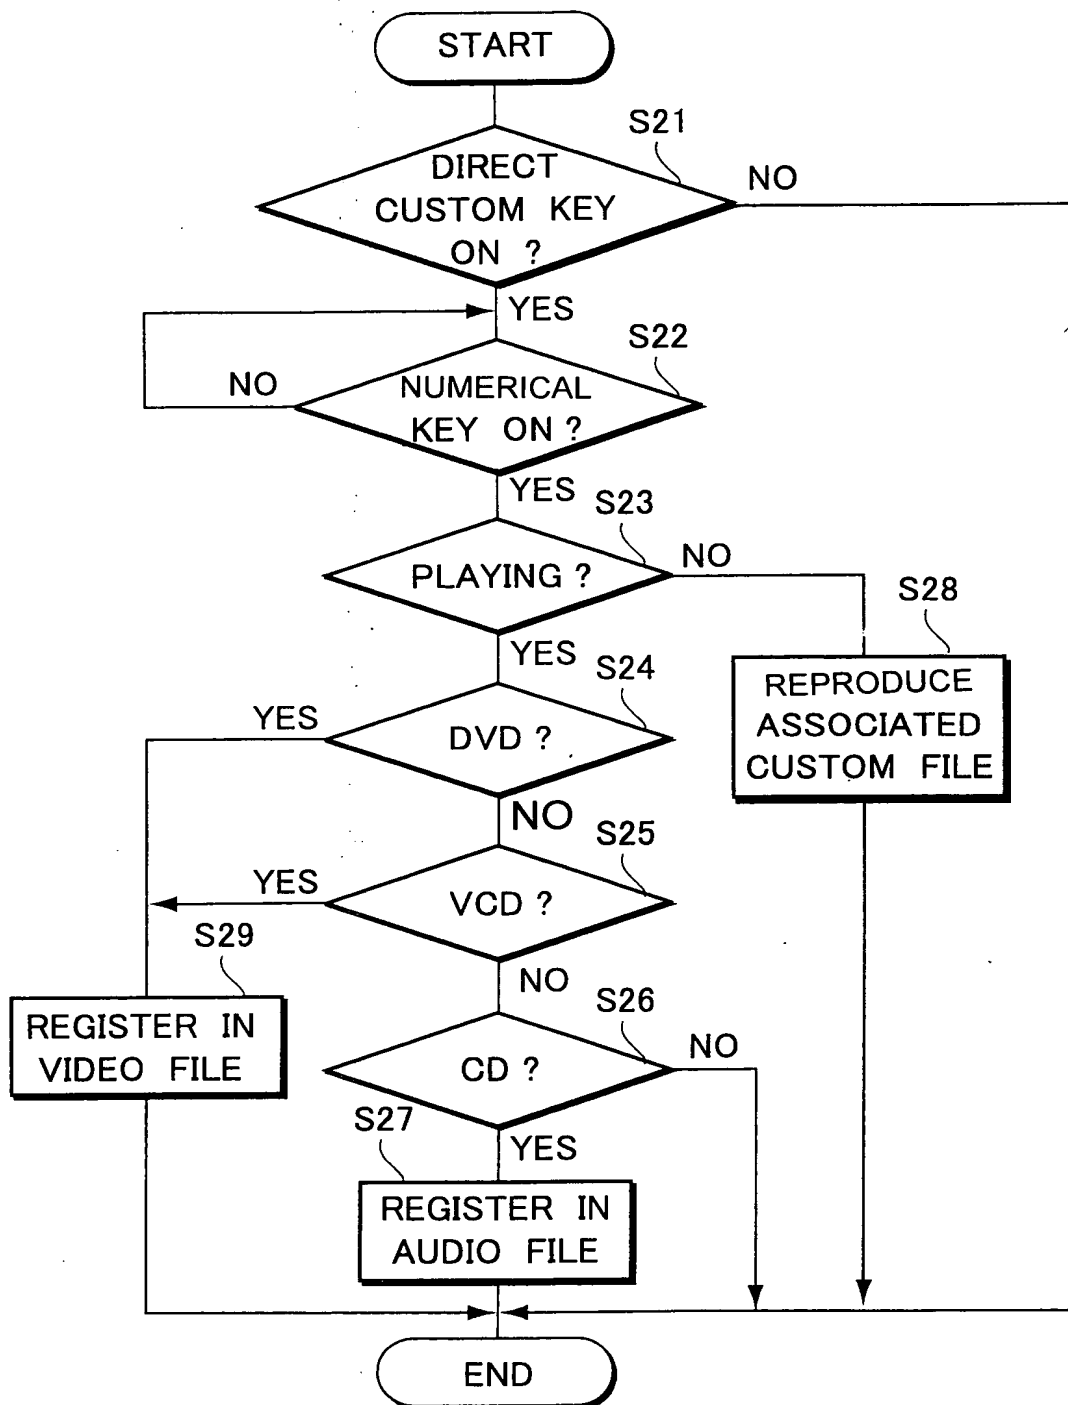 START
S21
DIRECT
CUSTOM KEY
ON ?
NO
YES
S22
NO
NUMERICAL
KEY ON ?
YES
S23
PLAYING ?
NO
S28
YES
REPRODUCE
ASSOCIATED
CUSTOM FILE
S24
YES
DVD ?
NO
S25
YES
VCD ?
S29
NO
REGISTER IN
VIDEO FILE
S26
CD ?
NO
S27
YES
REGISTER IN
AUDIO FILE
END